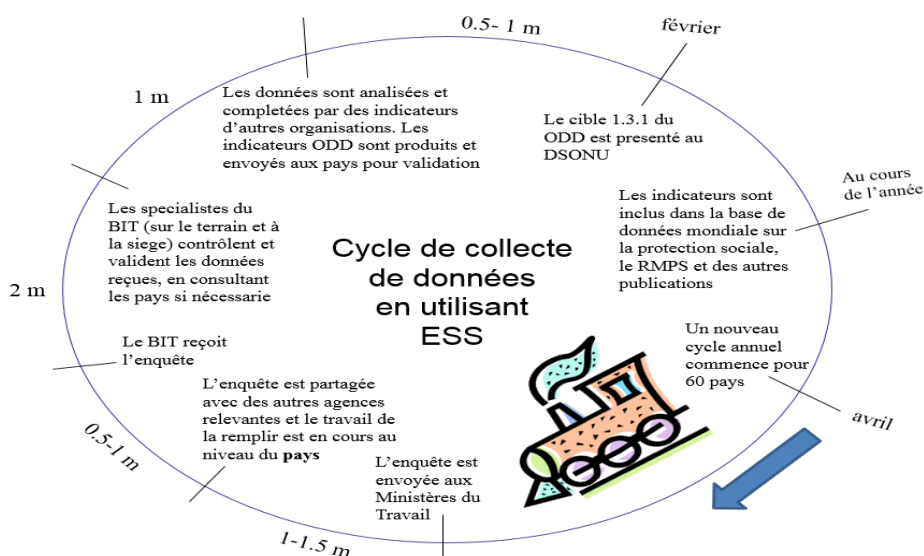 0.5- 1 m
février
1 m
Les données sont analisées et
completées par des indicateurs
d’autres organisations. Les
indicateurs ODD sont produits et
envoyés aux pays pour validation
Le cible 1.3.1 du
ODD est presenté au
DSONU
Au cours
de l’année
Les indicateurs sont
inclus dans la base de
données mondiale sur
la protection sociale,
le RMPS et des autres
publications
Les specialistes du
BIT (sur le terrain et à
la siege) contrôlent et
valident les données
reçues, en consultant
les pays si nécessarie
Cycle de collecte
de données
en utilisant
ESS
2 m
Un nouveau
cycle annuel
commence pour
60 pays
avril
Le BIT reçoit
l’enquête
L’enquête est partagée
avec des autres agences
relevantes et le travail de
la remplir est en cours au
niveau du pays
0.5-1 m
L’enquête est
envoyée aux
Ministères du
Travail
1-1.5 m